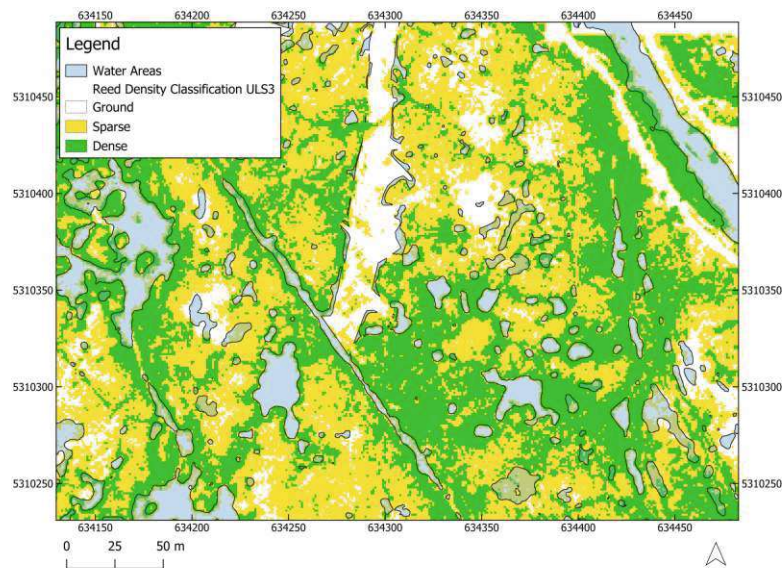 634150 634200 634250 634300 634350 634400 634450
Legend
Water Areas
Reed Density Classification ULS3
Ground
Sparse
Dense
5310450 5310450
5310400 5310400
5310350 5310350
5310300 5310300
5310250 5310250
634150 634200 634250 634300 634350 634400 634450
0 25 50 m